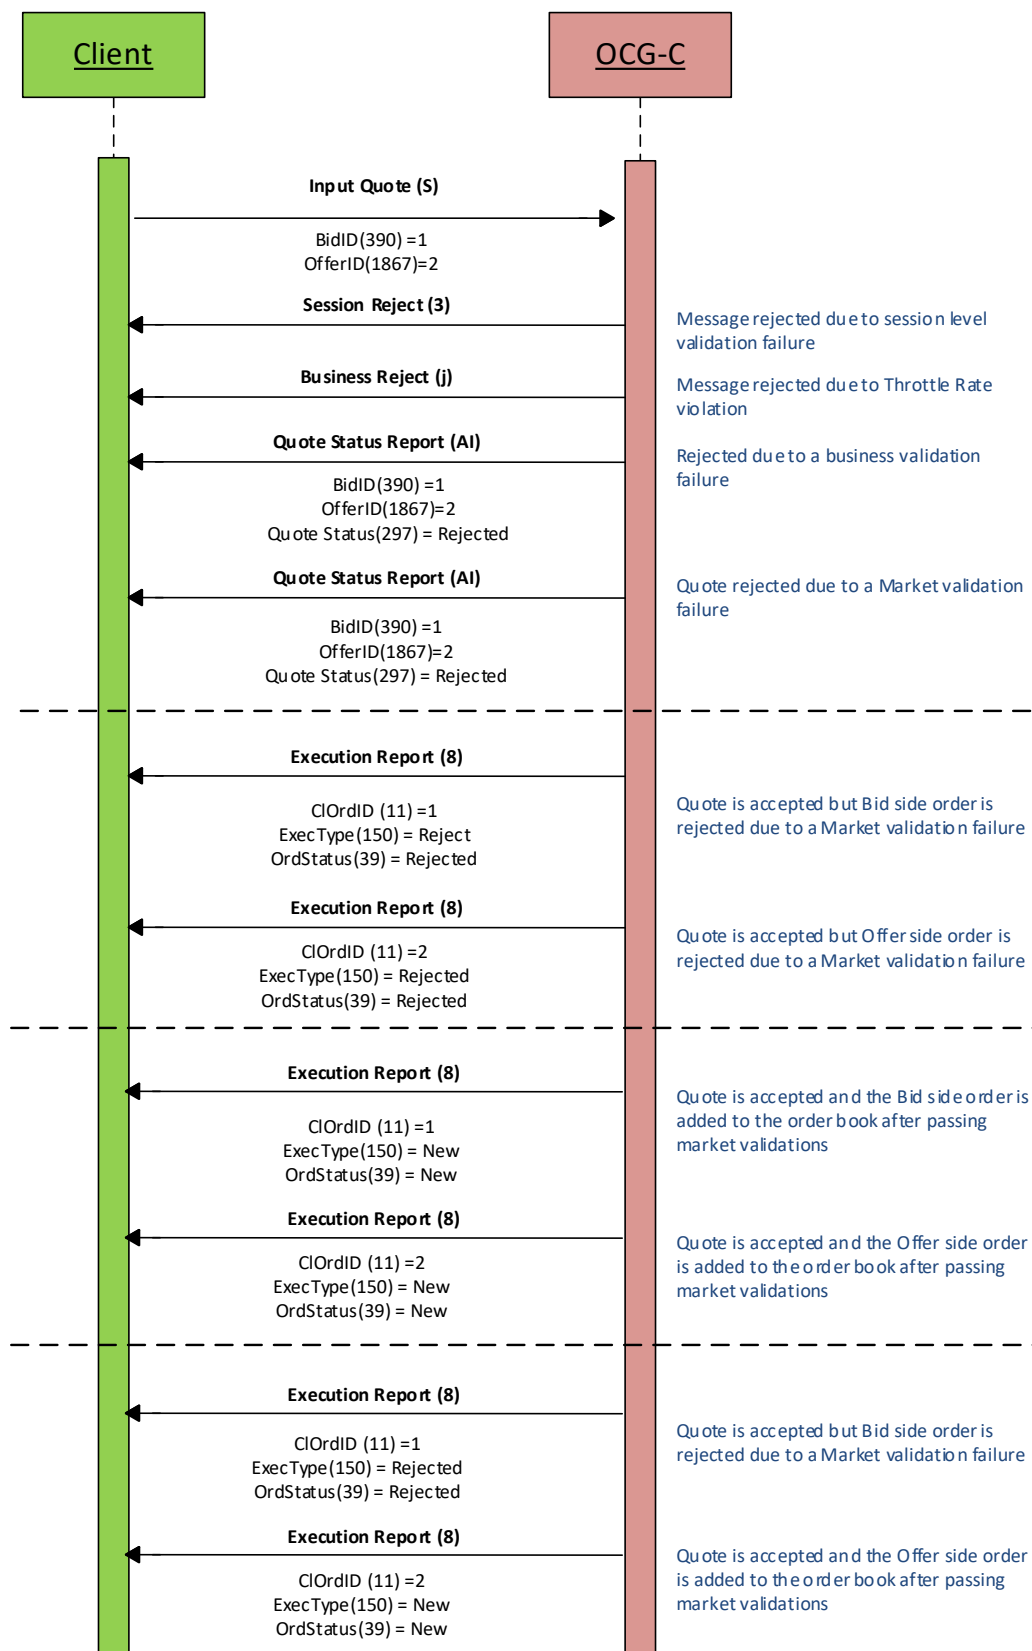 Client
OCG-C
Input Quote (S)
BidID(390) =1
OfferID(1867)=2
Session Reject (3)
Message rejected due to session level
validation failure
Business Reject (j)
Message rejected due to Throttle Rate
violation
Quote Status Report (AI)
Rejected due to a business validation
failure
BidID(390) =1
OfferID(1867)=2
Quote Status(297) = Rejected
Quote Status Report (AI)
Quote rejected due to a Market validation
failure
BidID(390) =1
OfferID(1867)=2
Quote Status(297) = Rejected
Execution Report (8)
ClOrdID (11) =1
ExecType(150) = Reject
OrdStatus(39) = Rejected
Quote is accepted but Bid side order is
rejected due to a Market validation failure
Execution Report (8)
ClOrdID (11) =2
ExecType(150) = Rejected
OrdStatus(39) = Rejected
Quote is accepted but Offer side order is
rejected due to a Market validation failure
Execution Report (8)
ClOrdID (11) =1
ExecType(150) = New
OrdStatus(39) = New
Quote is accepted and the Bid side order is
added to the order book after passing
market validations
Execution Report (8)
ClOrdID (11) =2
ExecType(150) = New
OrdStatus(39) = New
Quote is accepted and the Offer side order
is added to the order book after passing
market validations
Execution Report (8)
ClOrdID (11) =1
ExecType(150) = Rejected
OrdStatus(39) = Rejected
Quote is accepted but Bid side order is
rejected due to a Market validation failure
Execution Report (8)
ClOrdID (11) =2
ExecType(150) = New
OrdStatus(39) = New
Quote is accepted and the Offer side order
is added to the order book after passing
market validations